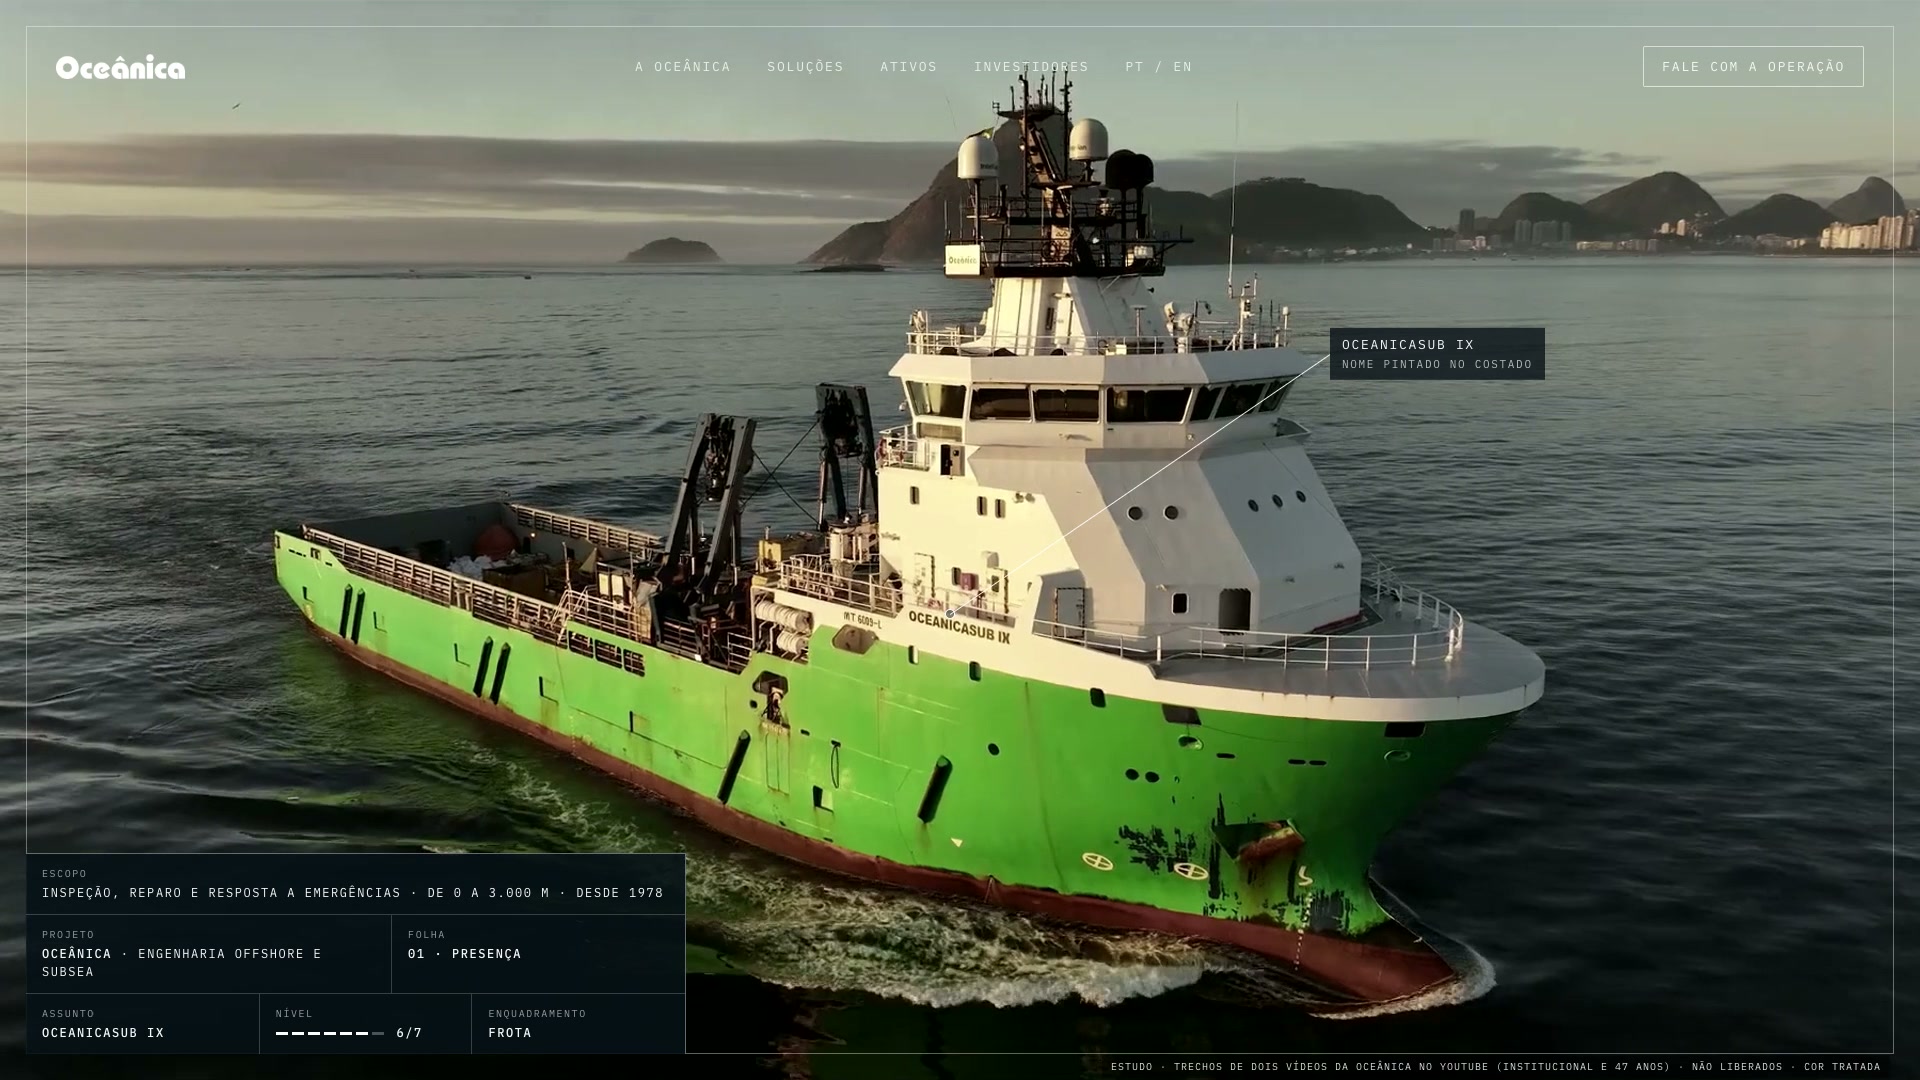 Oceânica
A OCEÂNICA SOLUÇÕES ATIVOS INVESTIDORES PT / EN
FALE COM A OPERAÇÃO
Oceânica
OCEANICASUB IX
NOME PINTADO NO COSTADO
MT 6009-L
OCEANICASUB IX
ESCOPO
INSPEÇÃO, REPARO E RESPOSTA A EMERGÊNCIAS · DE 0 A 3.000 M · DESDE 1978
PROJETO
OCEÂNICA · ENGENHARIA OFFSHORE E
SUBSEA
FOLHA
01 · PRESENÇA
ASSUNTO
OCEANICASUB IX
NÍVEL
6/7
ENQUADRAMENTO
FROTA
ESTUDO · TRECHOS DE DOIS VÍDEOS DA OCEÂNICA NO YOUTUBE (INSTITUCIONAL E 47 ANOS) · NÃO LIBERADOS · COR TRATADA